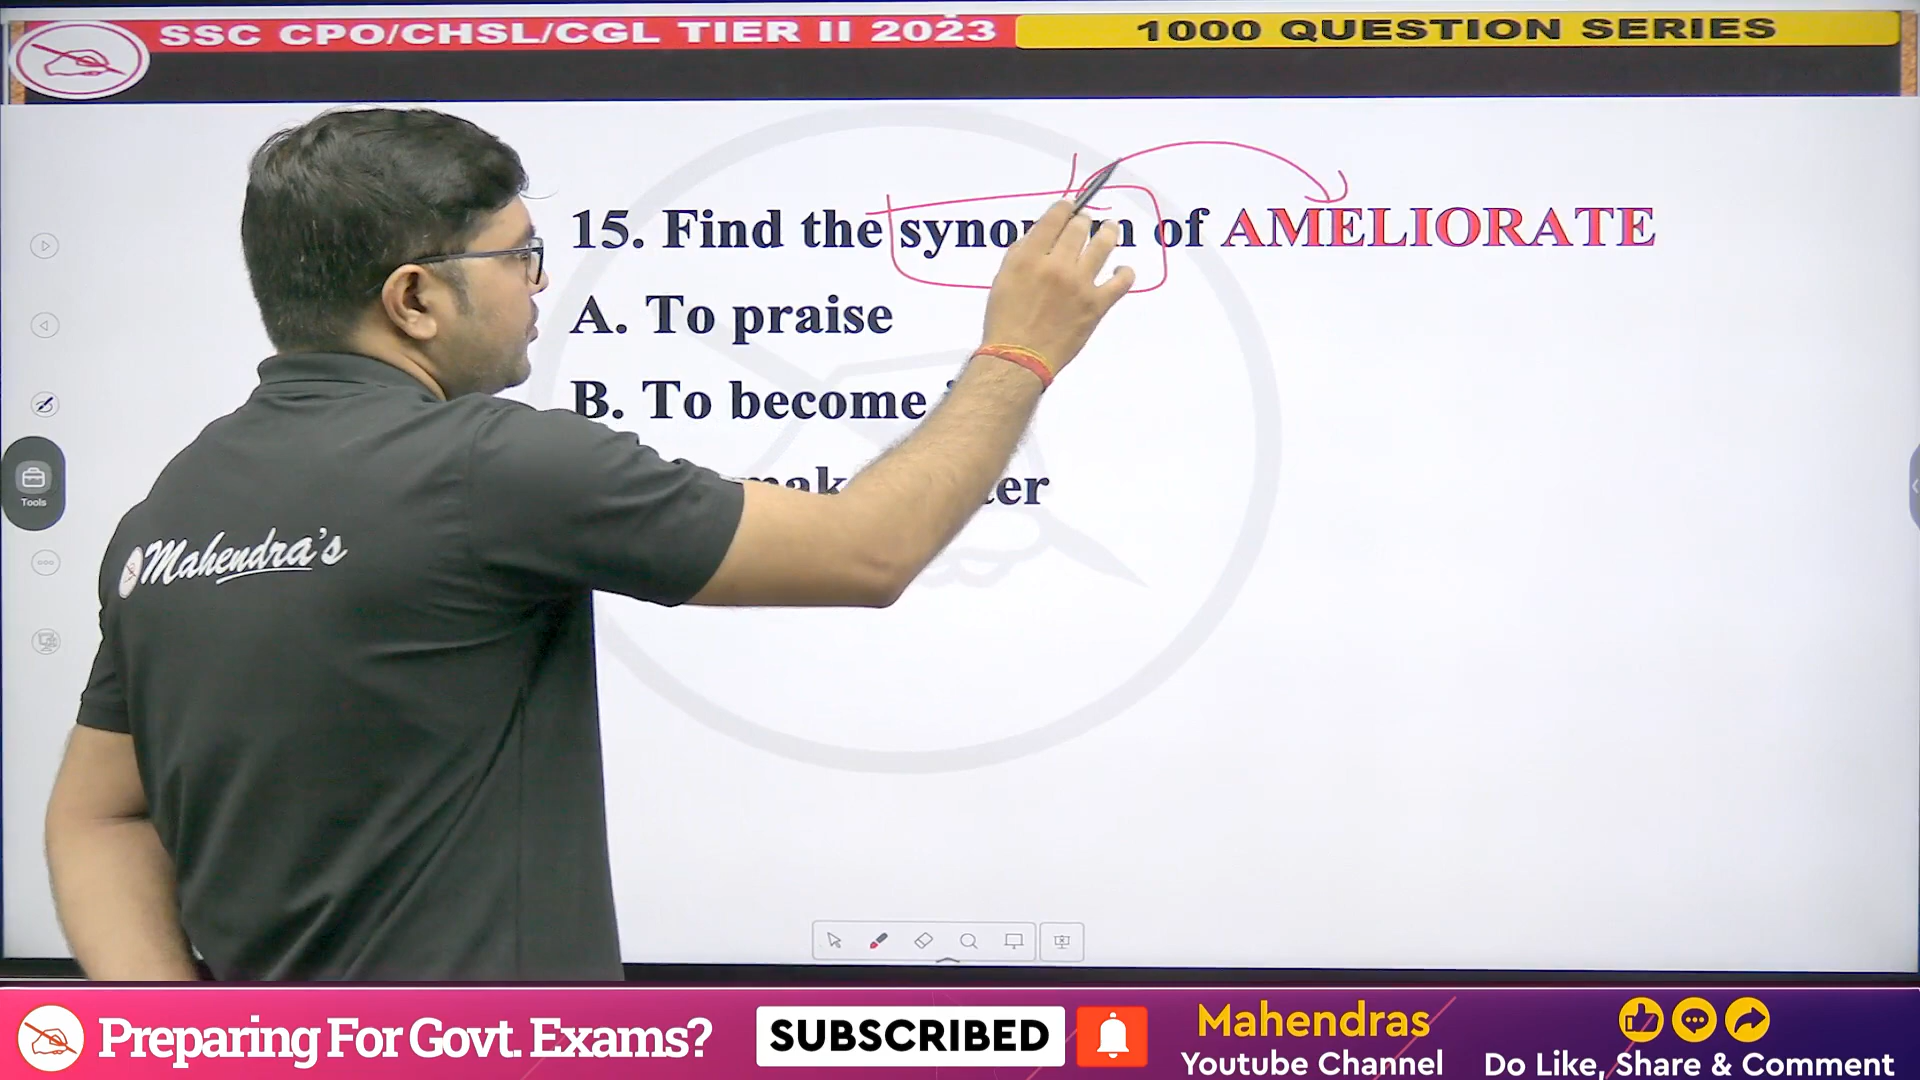 SSC CPO/CHSL/CGL TIER II 2023
1000 QUESTION SERIES
15. Find the of AMELIORATE
A. To praise
B. To become
Tools
Mahendra's
Preparing For Govt. Exams?
SUBSCRIBED
Mahendras
Youtube Channel
Do Like, Share & Comment